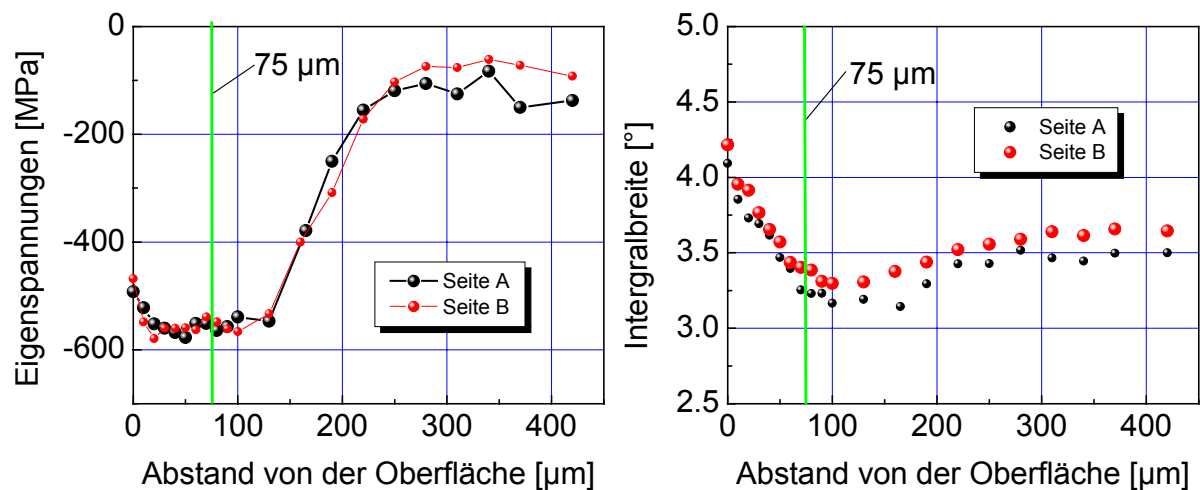 Eigenspannungen [MPa]
0
-200
-400
-600
75 µm
Seite A
Seite B
0 100 200 300 400
Abstand von der Oberfläche [µm]
Intergralbreite [°]
5.0
4.5
4.0
3.5
3.0
2.5
75 µm
Seite A
Seite B
0 100 200 300 400
Abstand von der Oberfläche [µm]